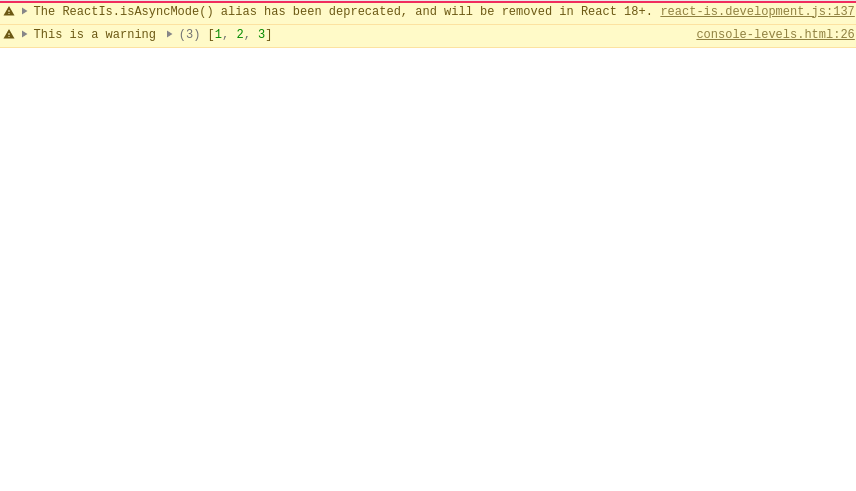 The ReactIs.isAsyncMode() alias has been deprecated, and will be removed in React 18+. react-is.development.js:137
This is a warning (3) [1, 2, 3] console-levels.html:26